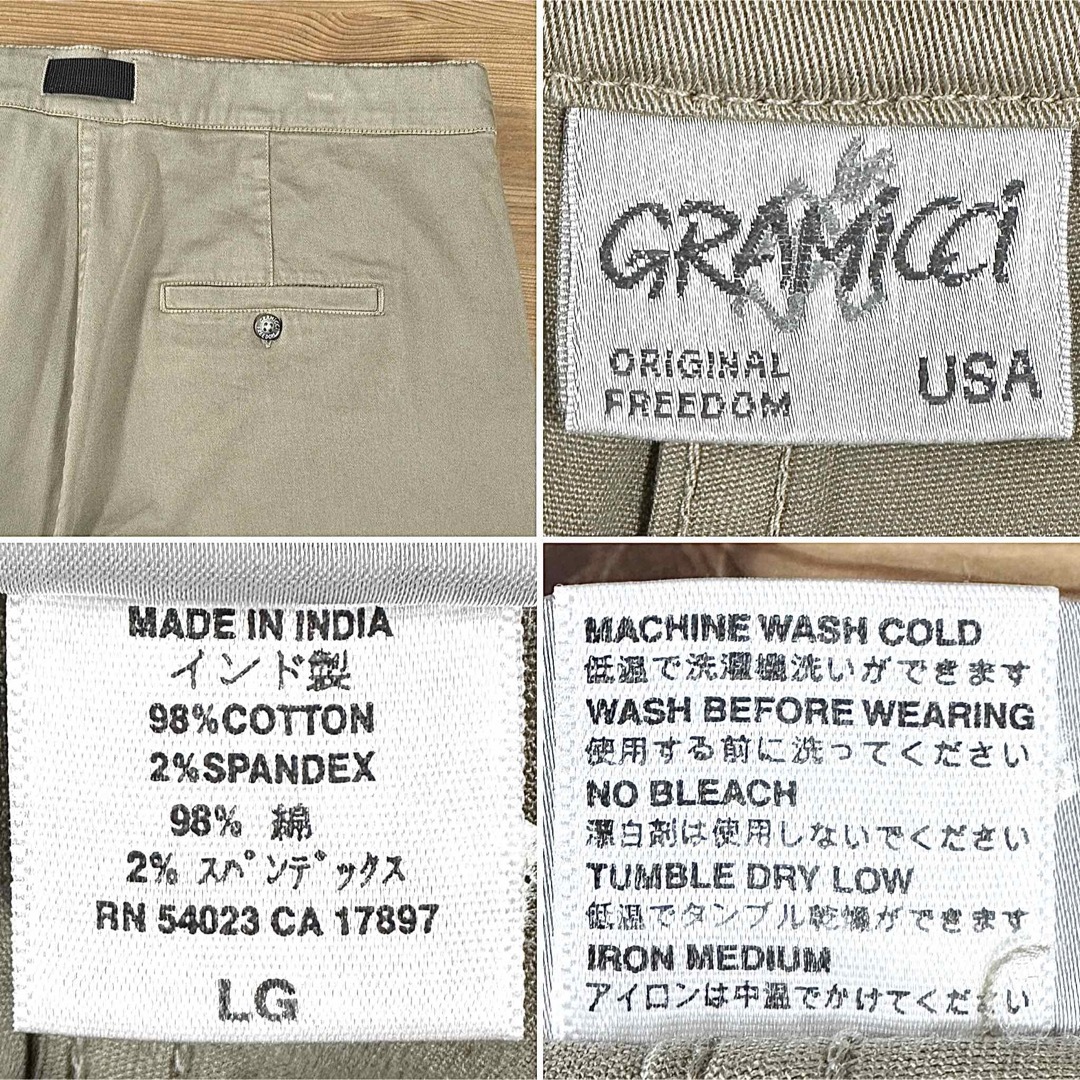 GRAMICCI
ORIGINAL
FREEDOM
USA
MADE IN INDIA
インド製
98%COTTON
2%SPANDEX
98% 綿
2% スパンデックス
RN 54023 CA 17897
LG
MACHINE WASH COLD
低温で洗濯機洗いができます
WASH BEFORE WEARING
使用する前に洗ってください
NO BLEACH
漂白剤は使用しないでください
TUMBLE DRY LOW
低温でタンブル乾燥ができます
IRON MEDIUM
アイロンは中温でかけてください